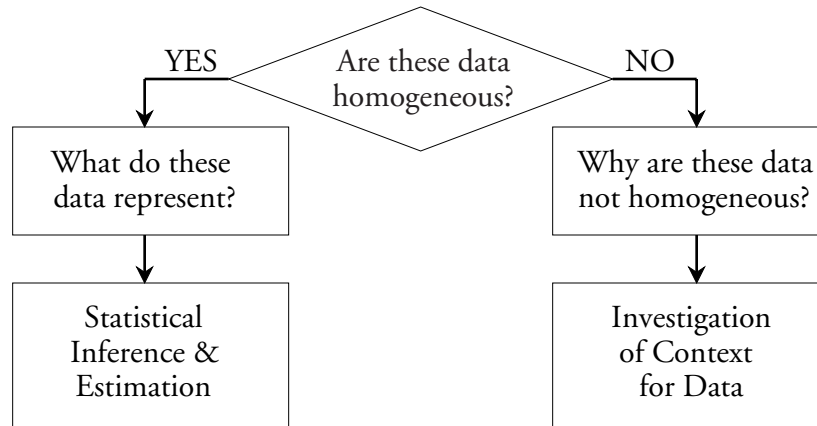 YES
Are these data
homogeneous?
NO
What do these
data represent?
Why are these data
not homogeneous?
Statistical
Inference &
Estimation
Investigation
of Context
for Data